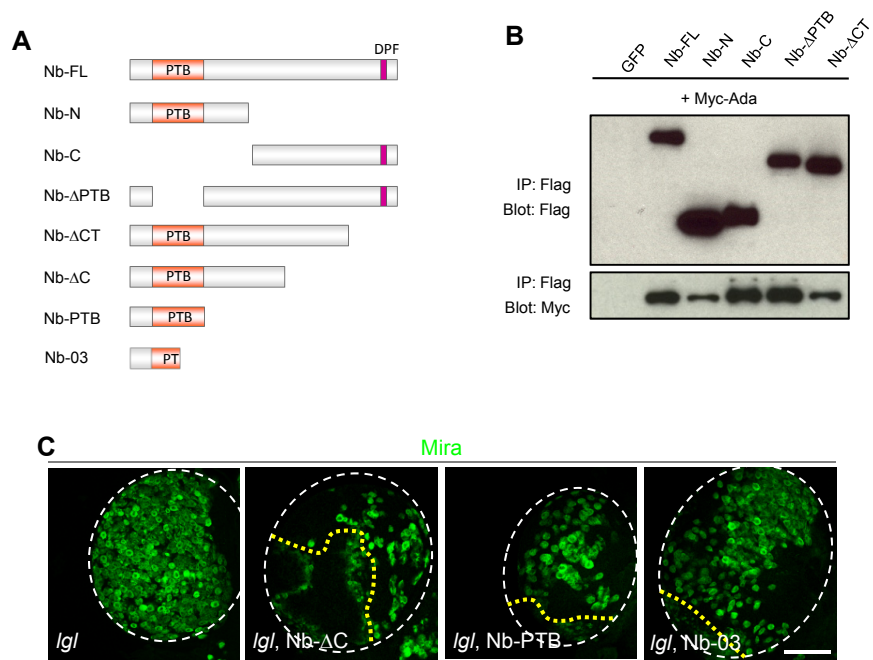 A
DPF
Nb-FL
PTB
Nb-N
PTB
Nb-C
Nb-ΔPTB
Nb-ΔCT
PTB
Nb-ΔC
PTB
Nb-PTB
PTB
Nb-03
PT
B
GFP
Nb-FL
Nb-N
Nb-C
Nb-ΔPTB
Nb-ΔCT
+ Myc-Ada
IP: Flag
Blot: Flag
IP: Flag
Blot: Myc
C
Mira
lgl
lgl, Nb-ΔC
lgl, Nb-PTB
lgl, Nb-03